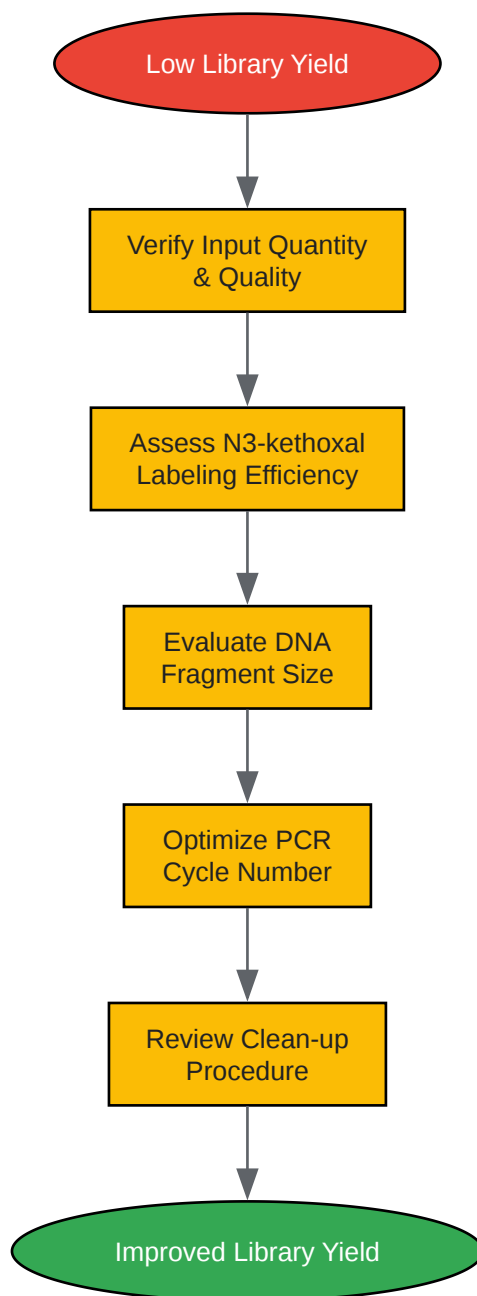 Low Library Yield
Verify Input Quantity
& Quality
Assess N3-kethoxal
Labeling Efficiency
Evaluate DNA
Fragment Size
Optimize PCR
Cycle Number
Review Clean-up
Procedure
Improved Library Yield